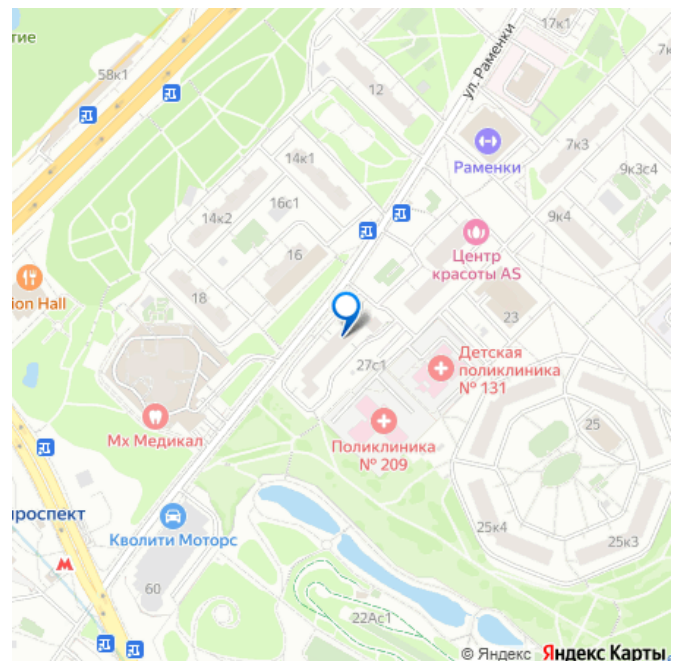 тие
58к1
17к1
ул. Раменки
12
7к
Раменки
14к1
7к3
9к3с4
16с1
14к2
9к4
16
Центр
красоты AS
ion Hall
18
23
27с1
Детская
поликлиника
№ 131
Мх Медикал
Поликлиника
№ 209
25
проспект
Кволити Моторс
25к4
25к3
60
22Ас1
© Яндекс Яндекс Карты